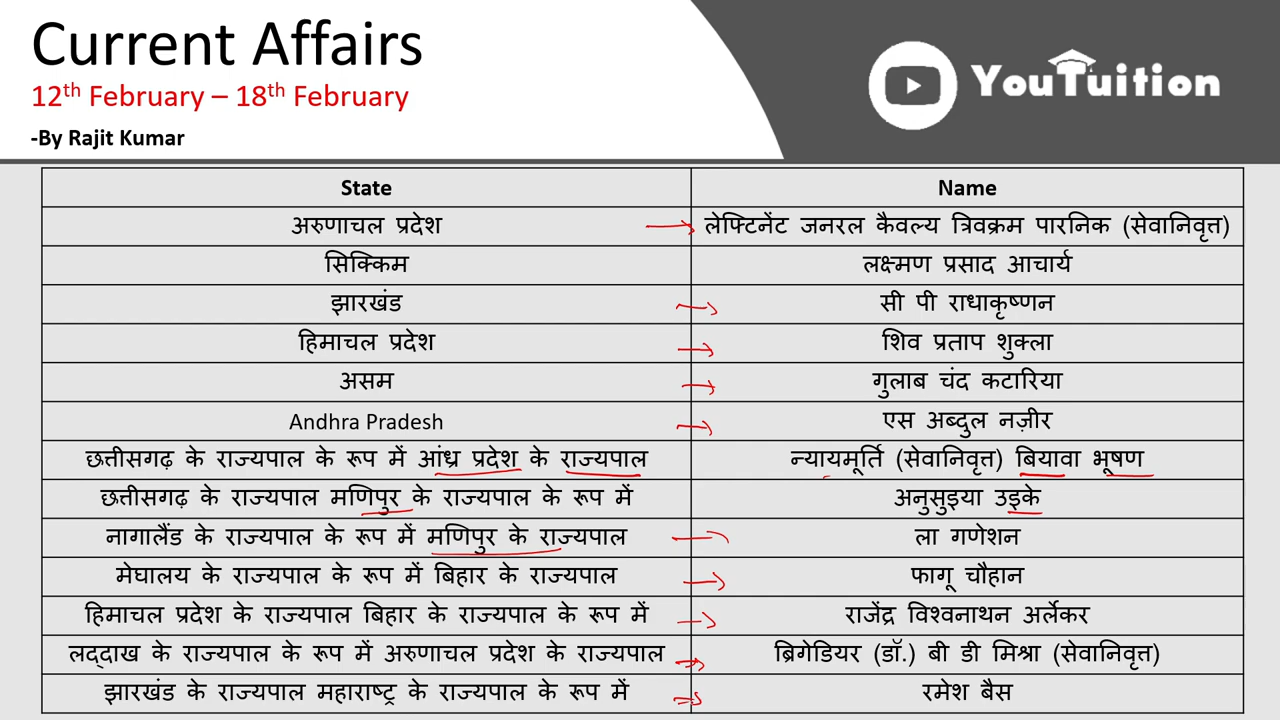 Current Affairs
12th February – 18th February
-By Rajit Kumar
YouTuition
State Name
अरुणाचल प्रदेश लेफ्टिनेंट जनरल कैवल्य त्रिवक्रम पारनिक (सेवानिवृत्त)
सिक्किम लक्ष्मण प्रसाद आचार्य
झारखंड सी पी राधाकृष्णन
हिमाचल प्रदेश शिव प्रताप शुक्ला
असम गुलाब चंद कटारिया
Andhra Pradesh एस अब्दुल नज़ीर
छत्तीसगढ़ के राज्यपाल के रूप में आंध्र प्रदेश के राज्यपाल न्यायमूर्ति (सेवानिवृत्त) बियावा भूषण
छत्तीसगढ़ के राज्यपाल मणिपुर के राज्यपाल के रूप में अनुसुइया उइके
नागालैंड के राज्यपाल के रूप में मणिपुर के राज्यपाल ला गणेशन
मेघालय के राज्यपाल के रूप में बिहार के राज्यपाल फागू चौहान
हिमाचल प्रदेश के राज्यपाल बिहार के राज्यपाल के रूप में राजेंद्र विश्वनाथन अर्लेकर
लद्दाख के राज्यपाल के रूप में अरुणाचल प्रदेश के राज्यपाल ब्रिगेडियर (डॉ.) बी डी मिश्रा (सेवानिवृत्त)
झारखंड के राज्यपाल महाराष्ट्र के राज्यपाल के रूप में रमेश बैस